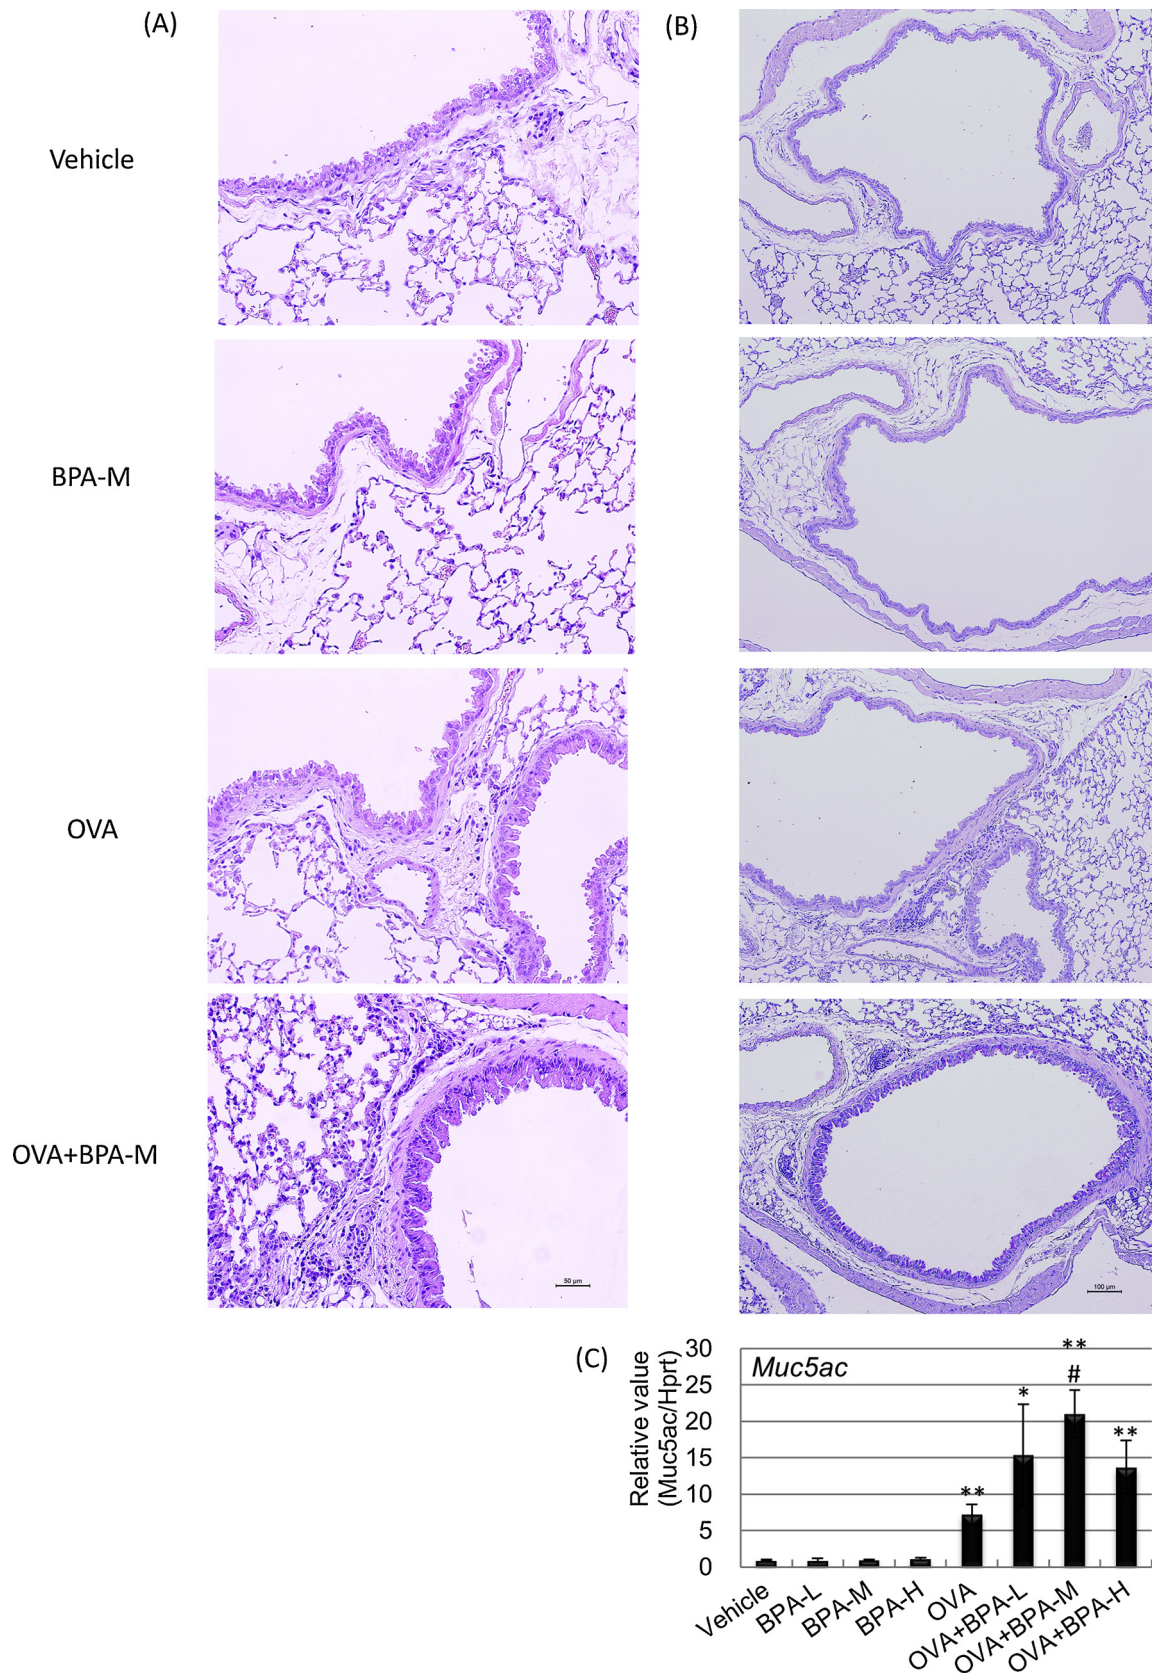 (A)
(B)
Vehicle
BPA-M
OVA
OVA+BPA-M
50 µm
100 µm
(C)
Relative value
(Muc5ac/Hprt)
Muc5ac
30
25
20
15
10
5
0
**
*
**
#
**
Vehicle
BPA-L
BPA-M
BPA-H
OVA
OVA+BPA-L
OVA+BPA-M
OVA+BPA-H